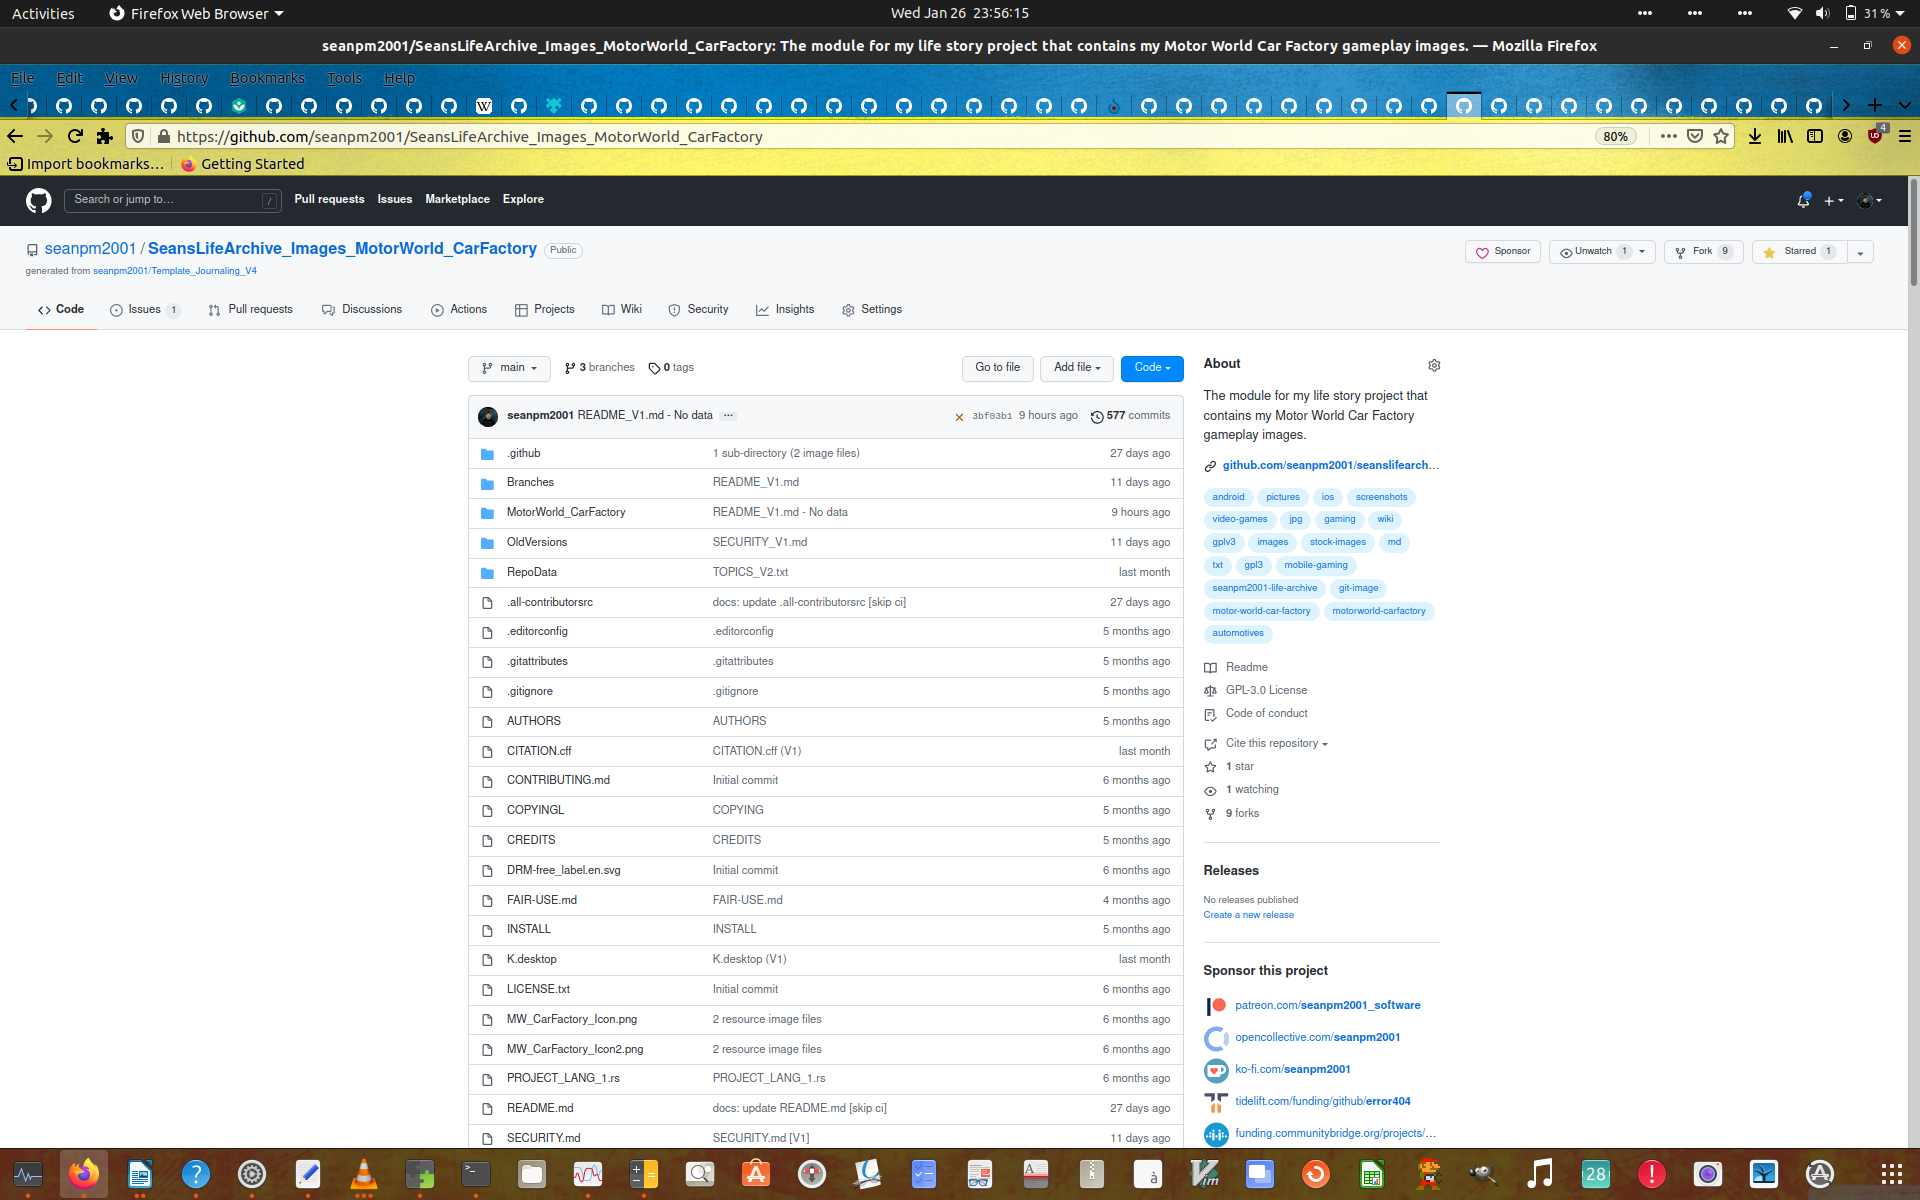 Activities Firefox Web Browser Wed Jan 26 23:56:15 31 %
seanpm2001/SeansLifeArchive_Images_MotorWorld_CarFactory: The module for my life story project that contains my Motor World Car Factory gameplay images. — Mozilla Firefox
File Edit View History Bookmarks Tools Help
https://github.com/seanpm2001/SeansLifeArchive_Images_MotorWorld_CarFactory 80% 4
Import bookmarks… Getting Started
Search or jump to… / Pull requests Issues Marketplace Explore
seanpm2001 / SeansLifeArchive_Images_MotorWorld_CarFactory Public Sponsor Unwatch 1 Fork 9 Starred 1
generated from seanpm2001/Template_Journaling_V4
Code Issues 1 Pull requests Discussions Actions Projects Wiki Security Insights Settings
main 3 branches 0 tags Go to file Add file Code
seanpm2001 README_V1.md - No data 3bf03b1 9 hours ago 577 commits
.github 1 sub-directory (2 image files) 27 days ago
Branches README_V1.md 11 days ago
MotorWorld_CarFactory README_V1.md - No data 9 hours ago
OldVersions SECURITY_V1.md 11 days ago
RepoData TOPICS_V2.txt last month
.all-contributorsrc docs: update .all-contributorsrc [skip ci] 27 days ago
.editorconfig .editorconfig 5 months ago
.gitattributes .gitattributes 5 months ago
.gitignore .gitignore 5 months ago
AUTHORS AUTHORS 5 months ago
CITATION.cff CITATION.cff (V1) last month
CONTRIBUTING.md Initial commit 6 months ago
COPYINGL COPYING 5 months ago
CREDITS CREDITS 5 months ago
DRM-free_label.en.svg Initial commit 6 months ago
FAIR-USE.md FAIR-USE.md 4 months ago
INSTALL INSTALL 5 months ago
K.desktop K.desktop (V1) last month
LICENSE.txt Initial commit 6 months ago
MW_CarFactory_Icon.png 2 resource image files 6 months ago
MW_CarFactory_Icon2.png 2 resource image files 6 months ago
PROJECT_LANG_1.rs PROJECT_LANG_1.rs 6 months ago
README.md docs: update README.md [skip ci] 27 days ago
SECURITY.md SECURITY.md [V1] 11 days ago
About
The module for my life story project that
contains my Motor World Car Factory
gameplay images.
github.com/seanpm2001/seanslifearch…
android pictures ios screenshots
video-games jpg gaming wiki
gplv3 images stock-images md
txt gpl3 mobile-gaming
seanpm2001-life-archive git-image
motor-world-car-factory motorworld-carfactory
automotives
Readme
GPL-3.0 License
Code of conduct
Cite this repository
1 star
1 watching
9 forks
Releases
No releases published
Create a new release
Sponsor this project
patreon.com/seanpm2001_software
opencollective.com/seanpm2001
ko-fi.com/seanpm2001
tidelift.com/funding/github/error404
funding.communitybridge.org/projects/…
28